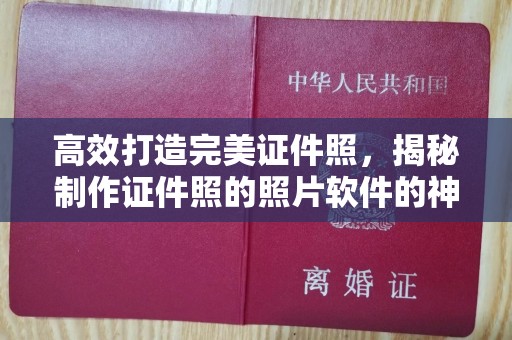 中华人民共和国
高效打造完美证件照，揭秘
制作证件照的照片软件的神
离婚证